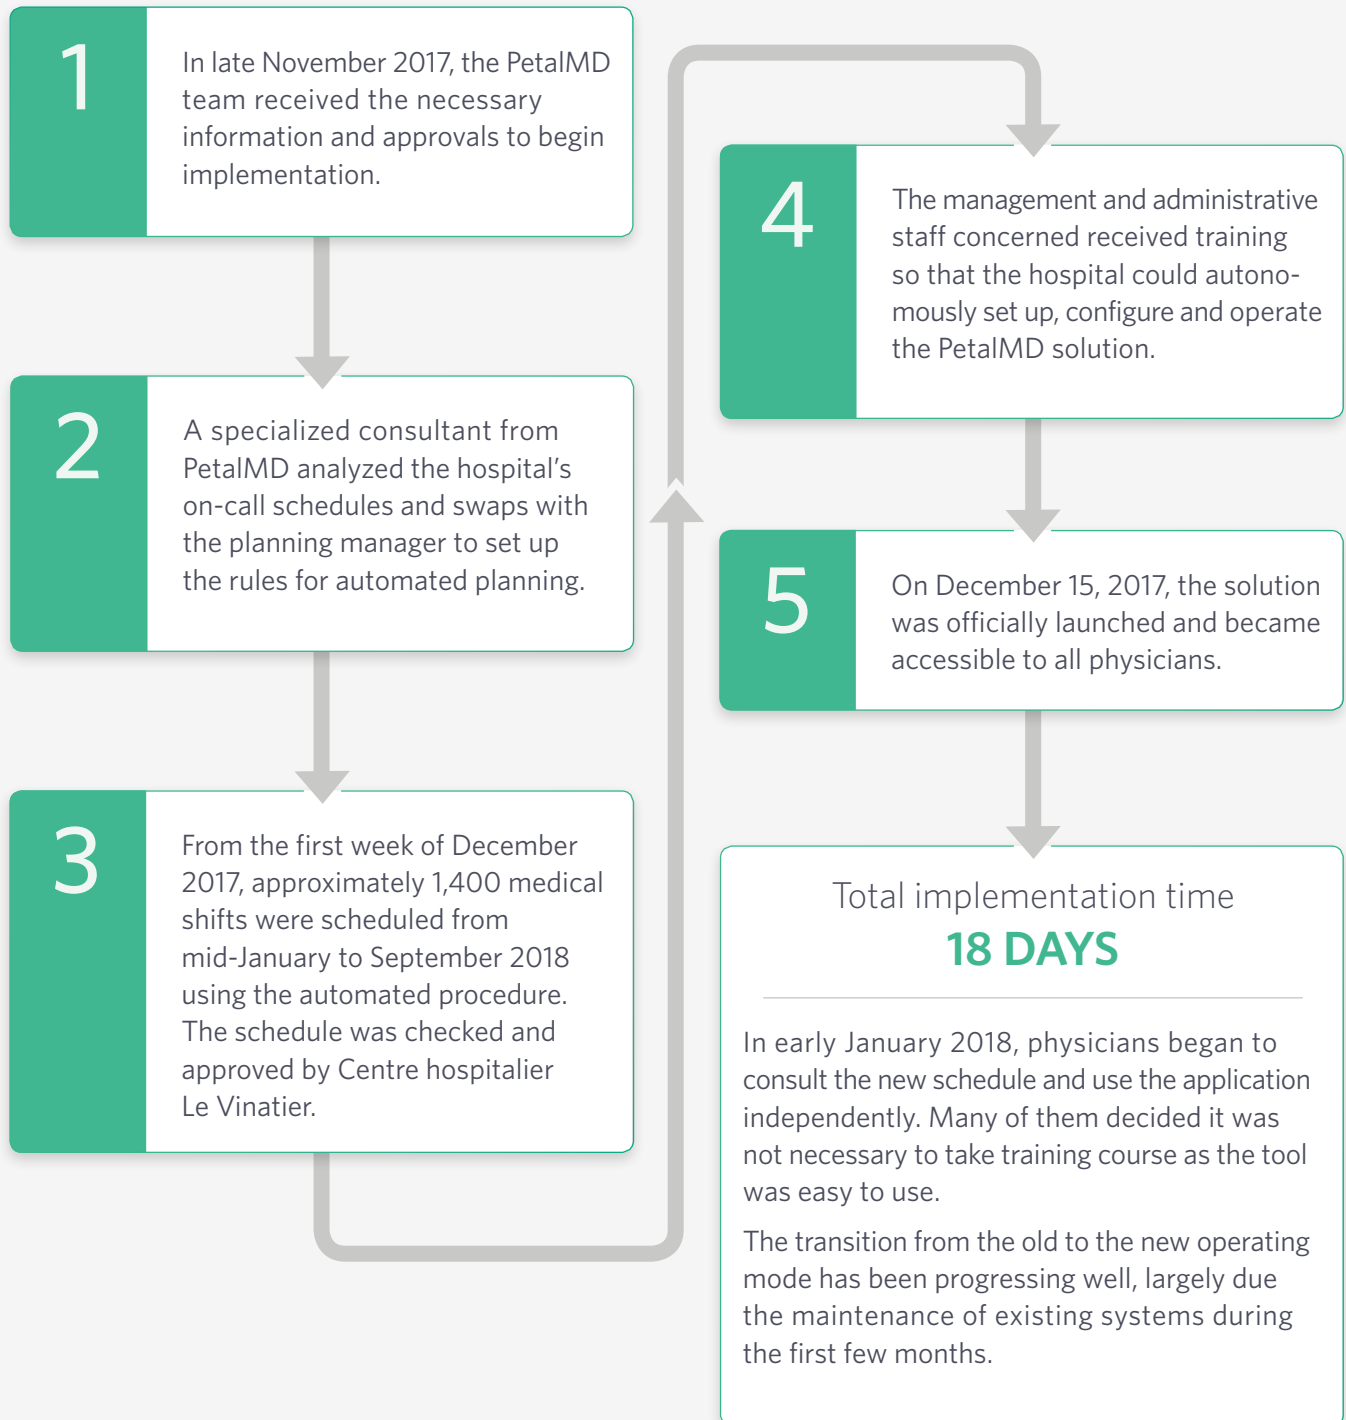 1
In late November 2017, the PetalMD
team received the necessary
information and approvals to begin
implementation.
2
A specialized consultant from
PetalMD analyzed the hospital's
on-call schedules and swaps with
the planning manager to set up
the rules for automated planning.
3
From the first week of December
2017, approximately 1,400 medical
shifts were scheduled from
mid-January to September 2018
using the automated procedure.
The schedule was checked and
approved by Centre hospitalier
Le Vinatier.
4
The management and administrative
staff concerned received training
so that the hospital could autono-
mously set up, configure and operate
the PetalMD solution.
5
On December 15, 2017, the solution
was officially launched and became
accessible to all physicians.
Total implementation time
18 DAYS
In early January 2018, physicians began to
consult the new schedule and use the application
independently. Many of them decided it was
not necessary to take training course as the tool
was easy to use.
The transition from the old to the new operating
mode has been progressing well, largely due
the maintenance of existing systems during
the first few months.